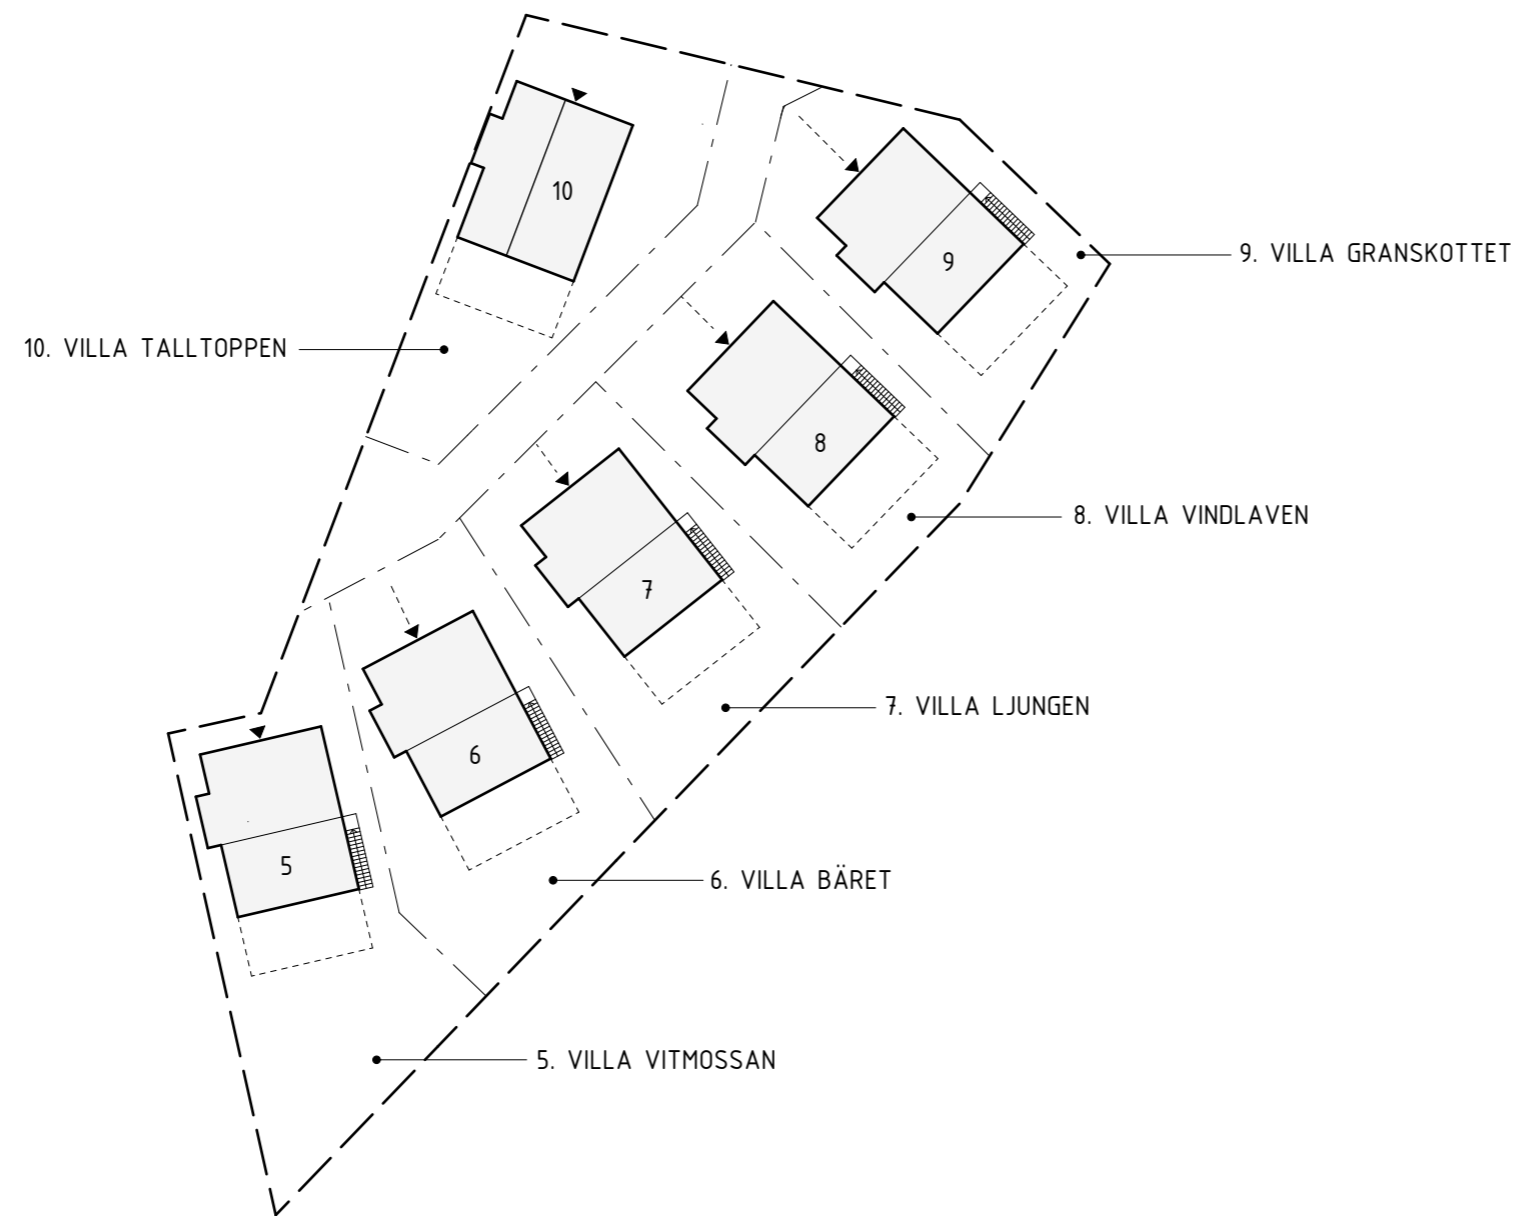 10
9
9. VILLA GRANSKOTTET
10. VILLA TALLTOPPEN
8
8. VILLA VINDLAVEN
7
7. VILLA LJUNGEN
6
6. VILLA BÄRET
5
5. VILLA VITMOSSAN